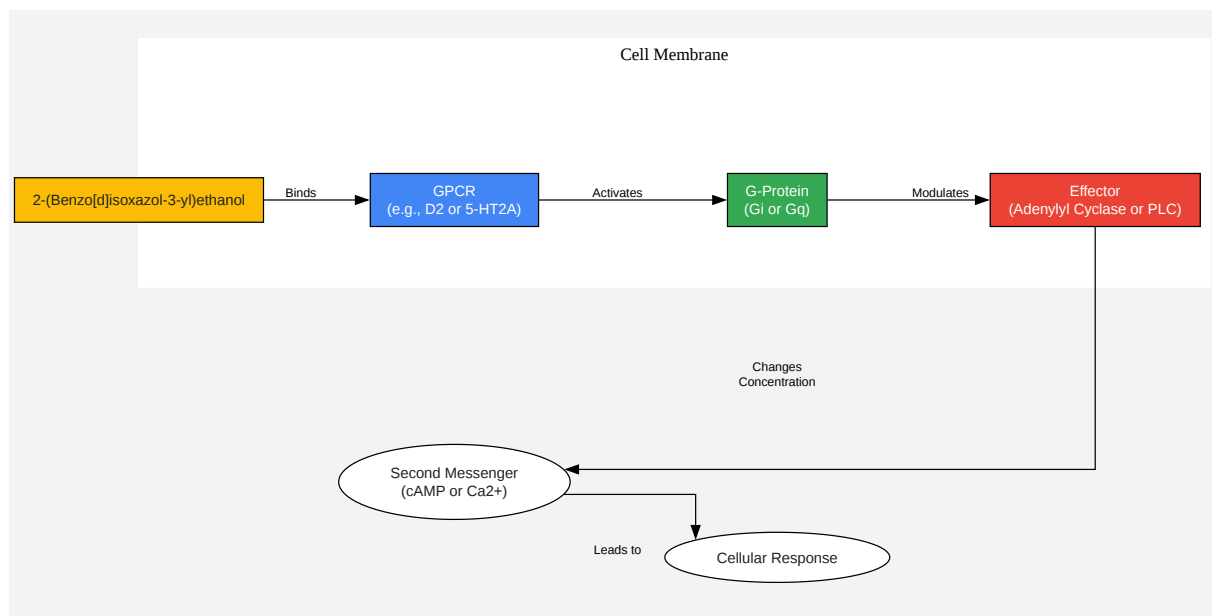 Cell Membrane
2-(Benzo[d]isoxazol-3-yl)ethanol
Binds
GPCR
(e.g., D2 or 5-HT2A)
Activates
G-Protein
(Gi or Gq)
Modulates
Effector
(Adenylyl Cyclase or PLC)
Changes
Concentration
Second Messenger
(cAMP or Ca2+)
Leads to
Cellular Response